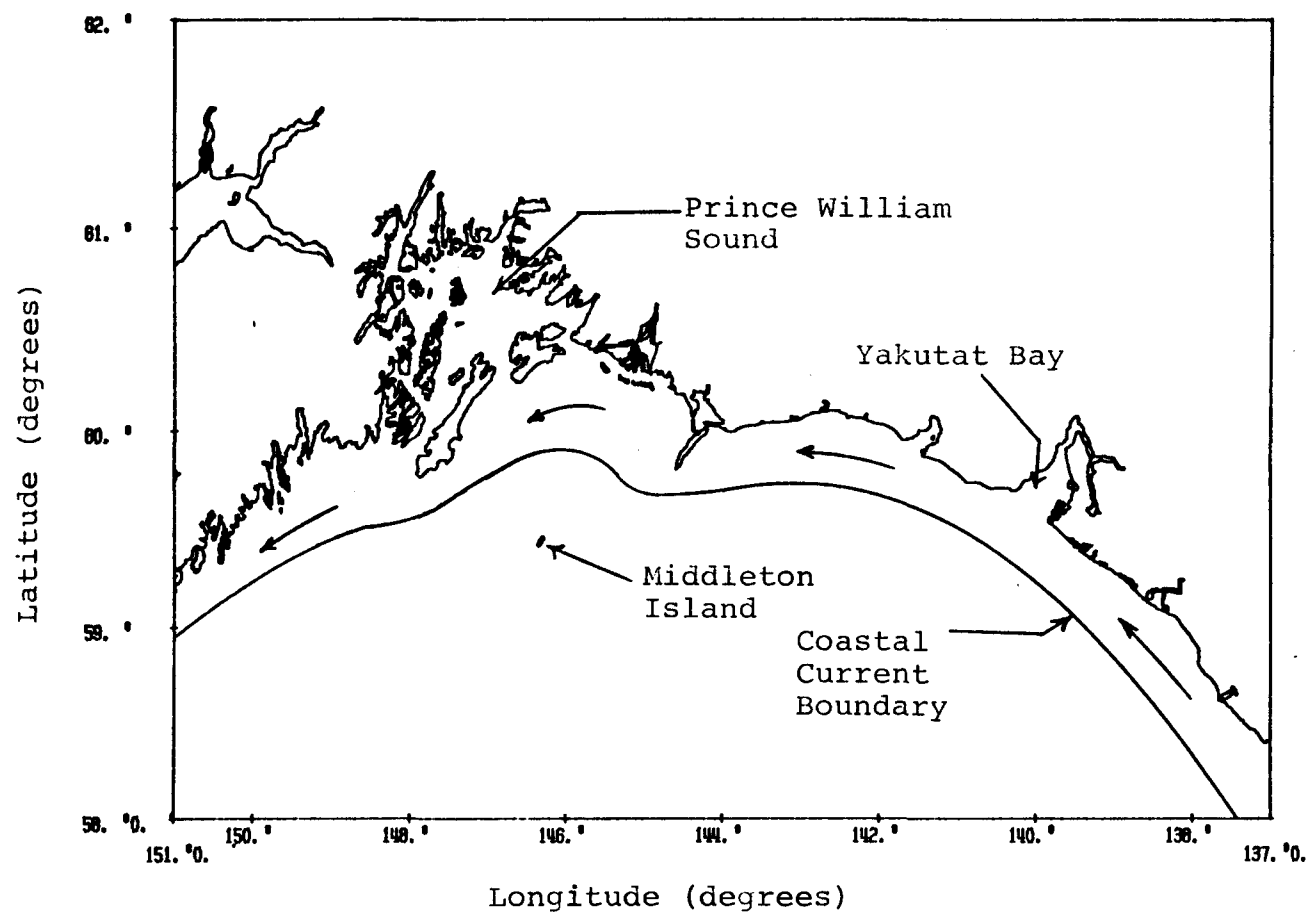 62. °
61. °
60. °
59. °
58. °0.
Latitude (degrees)
Prince William
Sound
Yakutat Bay
Middleton
Island
Coastal
Current
Boundary
151. °0.
150. °
148. °
146. °
144. °
142. °
140. °
138. °
137. °0.
Longitude (degrees)